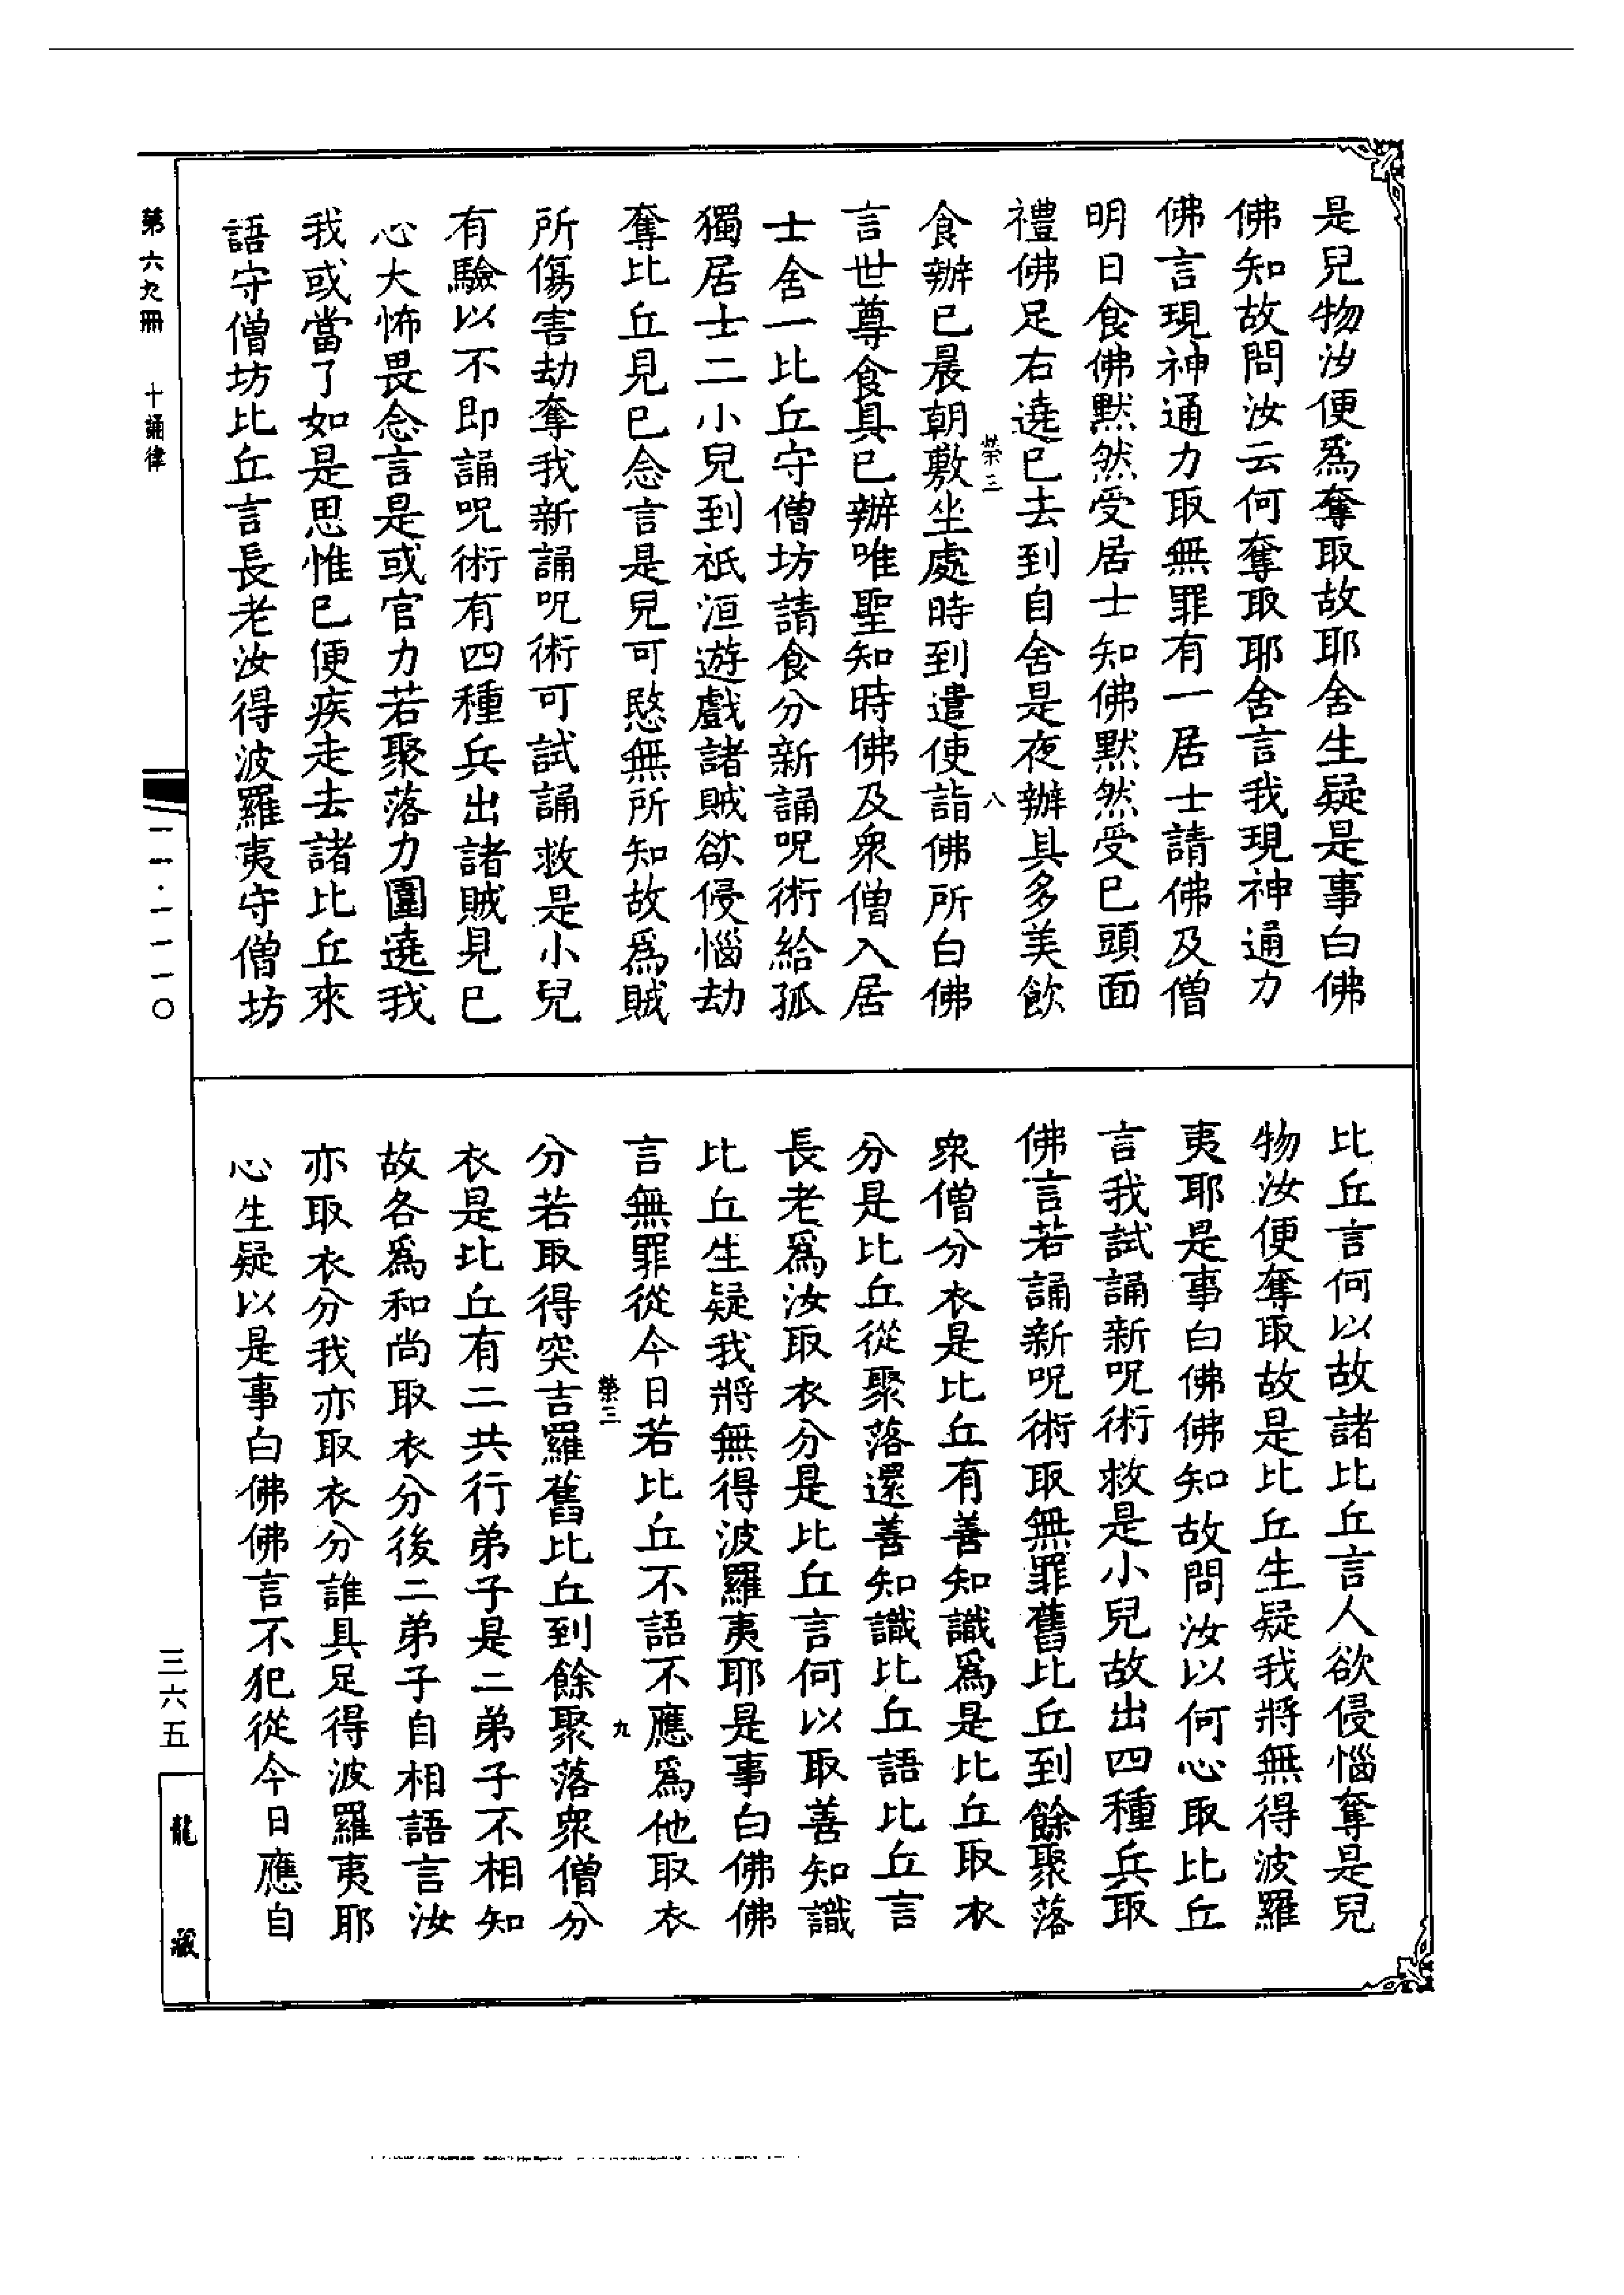 是兒物汐便爲奪取故耶舍生疑是事白佛
佛知故問汝云何奪取耶舍言我現神通力
佛言現神通力取無罪有一居士請佛及僧
明日食佛默然受居士知佛默然受已頭面
禮佛足右遶已去到自舍是夜辦具多美飲
榮三
八
食辦已晨朝敷坐處時到遣使詣佛所白佛
言世尊食具已辦唯聖知時佛及衆僧入居
士舍一比丘守僧坊請食分新誦呪術給孤
獨居士二小兒到祇洹遊戲諸賊欲侵惱劫
奪比丘見已念言是兒可愍無所知故爲賊
所傷害劫奪我新誦呪術可試誦救是小兒
有驗以不即誦呪術有四種兵出諸賊見已
心大怖畏念言是或官力若聚落力圍遶我
我或當了如是思惟已便疾走去諸比丘來
語守僧坊比丘言長老汝得波羅夷守僧坊
比丘言何以故諸比丘言人欲侵惱奪是兒
物汝便奪取故是比丘生疑我將無得波羅
夷耶是事白佛佛知故問汝以何心取比丘
言我試誦新呪術救是小兒故出四種兵取
佛言若誦新呪術取無罪舊比丘到餘聚落
衆僧分衣是比丘有善知識爲是比丘取衣
分是比丘從聚落還善知識比丘語比丘言
長老爲汝取衣分是比丘言何以取善知識
比丘生疑我將無得波羅夷耶是事白佛佛
言無罪從今日若比丘不語不應爲他取衣
榮三
九
分若取得突吉羅舊比丘到餘聚落衆僧分
衣是比丘有二共行弟子是二弟子不相知
故各爲和尚取衣分後二弟子自相語言汝
亦取衣分我亦取衣分誰具足得波羅夷耶
心生疑以是事白佛佛言不犯從今日應自
第六九冊
十誦律
一一·一一一〇
三六五
龍藏